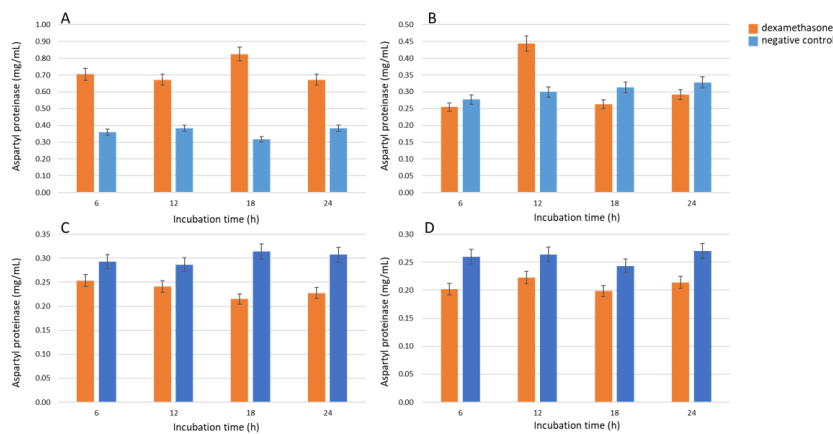 A
Aspartyl proteinase (mg/mL)
1.00
0.90
0.80
0.70
0.60
0.50
0.40
0.30
0.20
0.10
0.00
6 12 18 24
Incubation time (h)
B
Aspartyl proteinase (mg/mL)
0.50
0.45
0.40
0.35
0.30
0.25
0.20
0.15
0.10
0.05
0.00
6 12 18 24
Incubation time (h)
dexamethasone
negative control
C
Aspartyl proteinase (mg/mL)
0.35
0.30
0.25
0.20
0.15
0.10
0.05
0.00
6 12 18 24
Incubation time (h)
D
Aspartyl proteinase (mg/mL)
0.30
0.25
0.20
0.15
0.10
0.05
0.00
6 12 18 24
Incubation time (h)